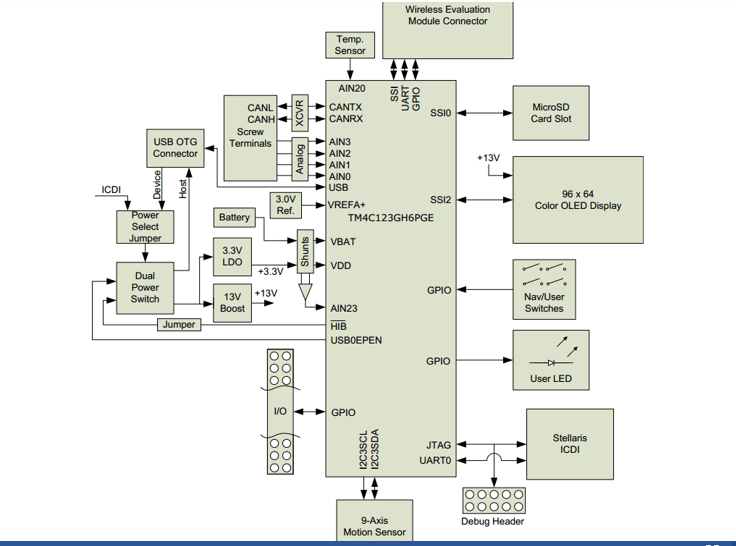 Wireless Evaluation
Module Connector
Temp.
Sensor
AIN20
SSI
UART
GPIO
CANL
CANH
Screw
Terminals
XCVR
CANTX
CANRX
SSI0
MicroSD
Card Slot
USB OTG
Connector
Analog
AIN3
AIN2
AIN1
AIN0
USB
+13V
ICDI
Device
Host
3.0V
Ref.
VREFA+
SSI2
96 x 64
Color OLED Display
TM4C123GH6PGE
Power
Select
Jumper
Battery
Shunts
VBAT
3.3V
LDO
+3.3V
VDD
Dual
Power
Switch
13V
Boost
+13V
AIN23
GPIO
Nav/User
Switches
Jumper
HIB
USB0EPEN
GPIO
User LED
I/O
GPIO
I2C3SCL
I2C3SDA
JTAG
UART0
Stellaris
ICDI
Debug Header
9-Axis
Motion Sensor